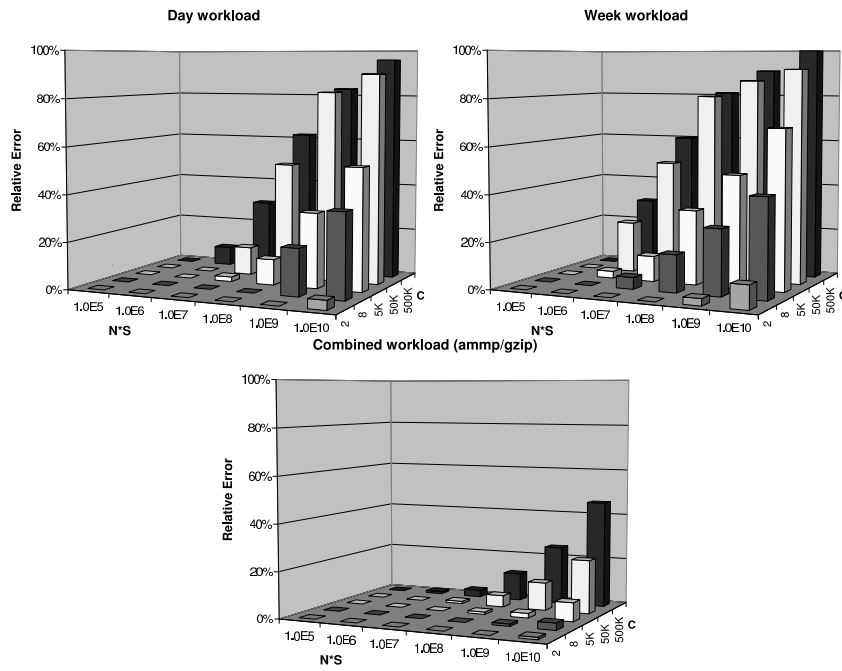 Day workload
100%
80%
60%
40%
20%
0%
Relative Error
1.0E5
1.0E6
1.0E7
1.0E8
1.0E9
1.0E10
N*S
2
8
5K
50K
500K
C
Week workload
100%
80%
60%
40%
20%
0%
Relative Error
1.0E5
1.0E6
1.0E7
1.0E8
1.0E9
1.0E10
N*S
2
8
5K
50K
500K
C
Combined workload (ammp/gzip)
100%
80%
60%
40%
20%
0%
Relative Error
1.0E5
1.0E6
1.0E7
1.0E8
1.0E9
1.0E10
N*S
2
8
5K
50K
500K
C